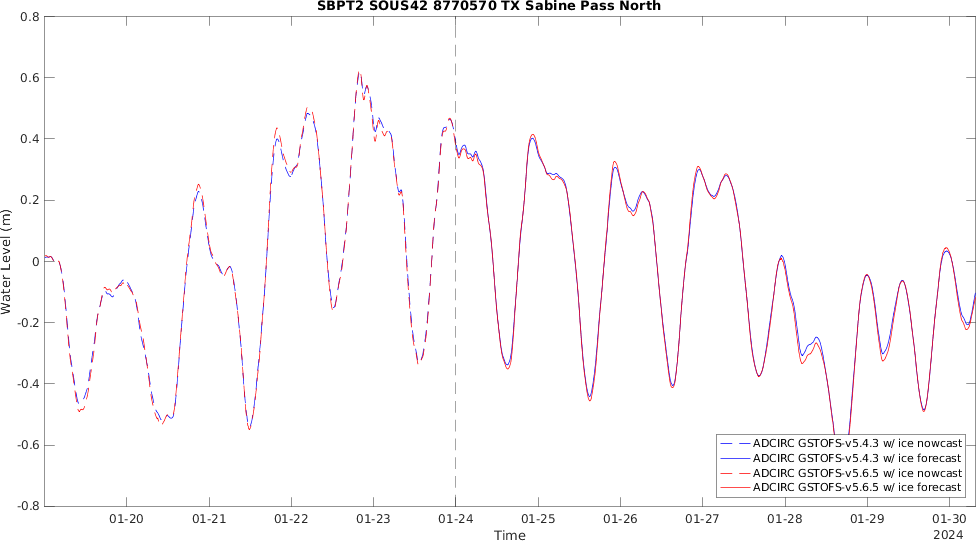 SBPT2 SOUS42 8770570 TX Sabine Pass North
0.8
0.6
0.4
0.2
0
-0.2
-0.4
-0.6
-0.8
Water Level (m)
ADCIRC GSTOFS-v5.4.3 w/ ice nowcast
ADCIRC GSTOFS-v5.4.3 w/ ice forecast
ADCIRC GSTOFS-v5.6.5 w/ ice nowcast
ADCIRC GSTOFS-v5.6.5 w/ ice forecast
01-20 01-21 01-22 01-23 01-24 01-25 01-26 01-27 01-28 01-29 01-30
Time 2024